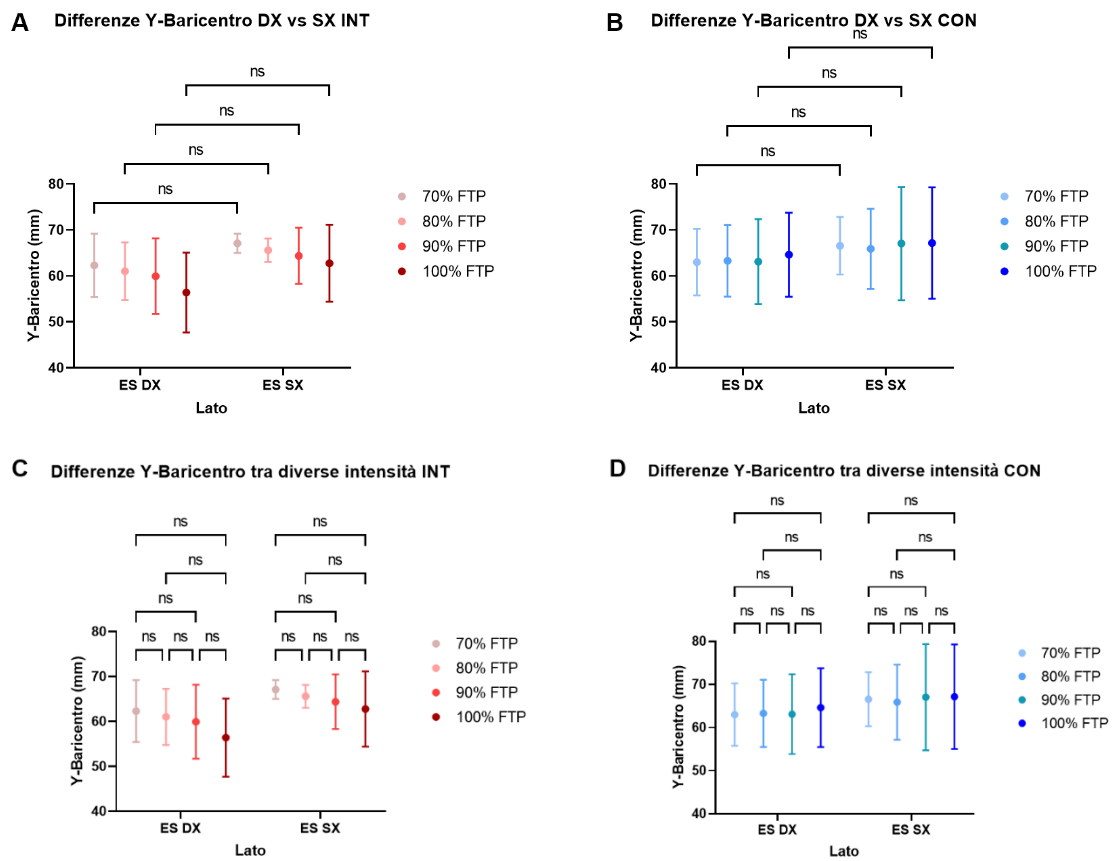 A Differenze Y-Baricentro DX vs SX INT
ns
ns
ns
ns
80
70
60
50
40
Y-Baricentro (mm)
ES DX ES SX
Lato
70% FTP
80% FTP
90% FTP
100% FTP
B Differenze Y-Baricentro DX vs SX CON
ns
ns
ns
ns
80
70
60
50
40
Y-Baricentro (mm)
ES DX ES SX
Lato
70% FTP
80% FTP
90% FTP
100% FTP
C Differenze Y-Baricentro tra diverse intensità INT
ns ns
ns ns
ns ns
ns ns ns ns ns ns
80
70
60
50
40
Y-Baricentro (mm)
ES DX ES SX
Lato
70% FTP
80% FTP
90% FTP
100% FTP
D Differenze Y-Baricentro tra diverse intensità CON
ns ns
ns ns
ns ns
ns ns ns ns ns ns
80
70
60
50
40
Y-Baricentro (mm)
ES DX ES SX
Lato
70% FTP
80% FTP
90% FTP
100% FTP